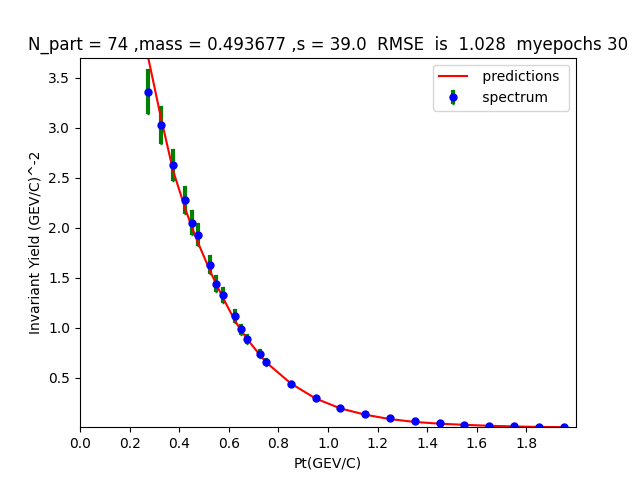 N_part = 74 ,mass = 0.493677 ,s = 39.0  RMSE  is  1.028  myepochs 30
predictions
spectrum
Invariant Yield (GEV/C)^-2
3.5
3.0
2.5
2.0
1.5
1.0
0.5
0.0 0.2 0.4 0.6 0.8 1.0 1.2 1.4 1.6 1.8
Pt(GEV/C)